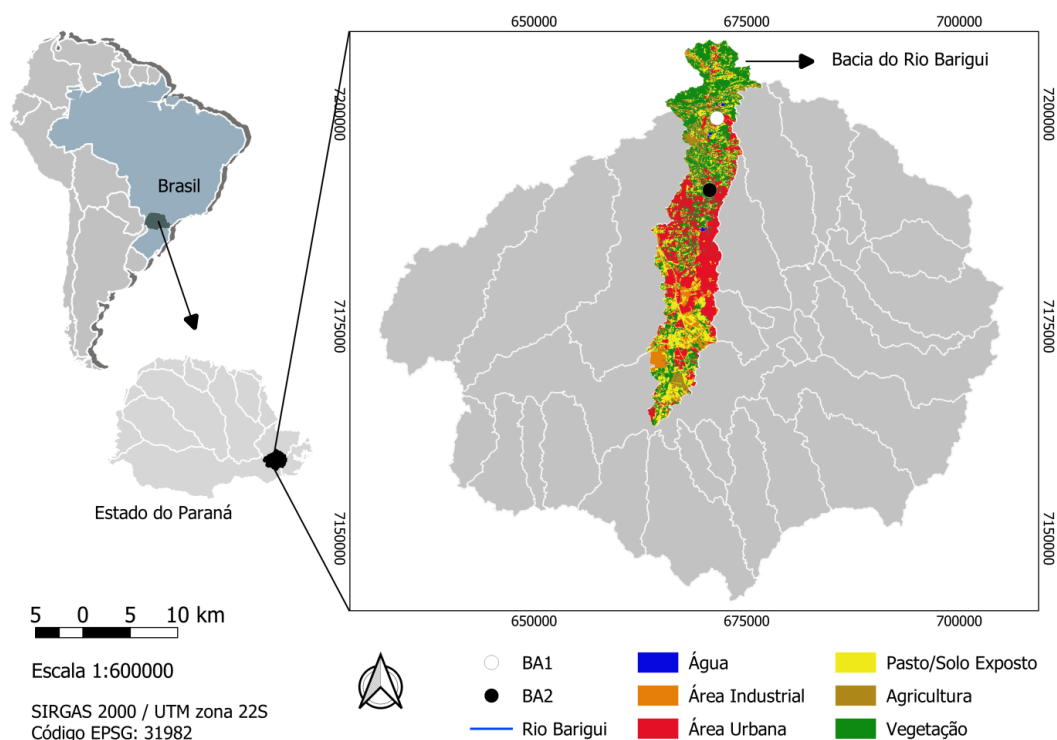 650000
675000
700000
Bacia do Rio Barigui
7200000
7200000
Brasil
7175000
7175000
Estado do Paraná
7150000
7150000
650000
675000
700000
5 0 5 10 km
Escala 1:600000
SIRGAS 2000 / UTM zona 22S
Código EPSG: 31982
BA1
BA2
Rio Barigui
Água
Área Industrial
Área Urbana
Pasto/Solo Exposto
Agricultura
Vegetação